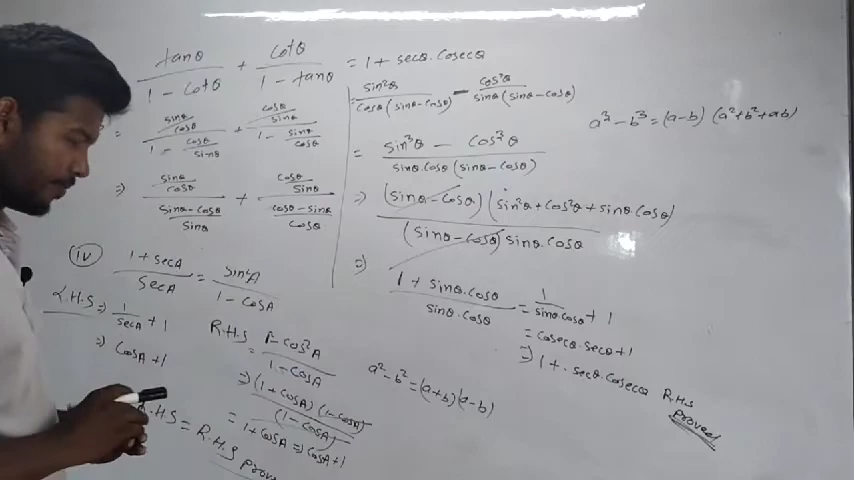 tanθ / 1 - cotθ + cotθ / 1 - tanθ = 1 + secθ.cosecθ
= sinθ/cosθ / 1 - cosθ/sinθ + cosθ/sinθ / 1 - sinθ/cosθ
⇒ sinθ/cosθ / sinθ-cosθ/sinθ + cosθ/sinθ / cosθ-sinθ/cosθ
= sin²θ / cosθ(sinθ-cosθ) - cos²θ / sinθ(sinθ-cosθ)
= sin³θ - cos³θ / sinθ.cosθ(sinθ-cosθ)
a³-b³=(a-b)(a²+b²+ab)
⇒ (sinθ-cosθ)(sin²θ+cos²θ+sinθ.cosθ) / (sinθ-cosθ)sinθ.cosθ
⇒ 1 + sinθ.cosθ / sinθ.cosθ = 1 / sinθ.cosθ + 1
= cosecθ.secθ+1
⇒ 1+.secθ.cosecθ R.H.S
Proved
iv 1 + secA / secA = sin²A / 1 - cosA
L.H.S ⇒ 1/secA + 1
⇒ cosA + 1
R.H.S = 1-cos²A / 1-cosA
a²-b²=(a+b)(a-b)
⇒ (1+cosA)(1-cosA) / (1-cosA)
= 1+cosA ⇒ cosA+1
.H.S = R.H.S Prov